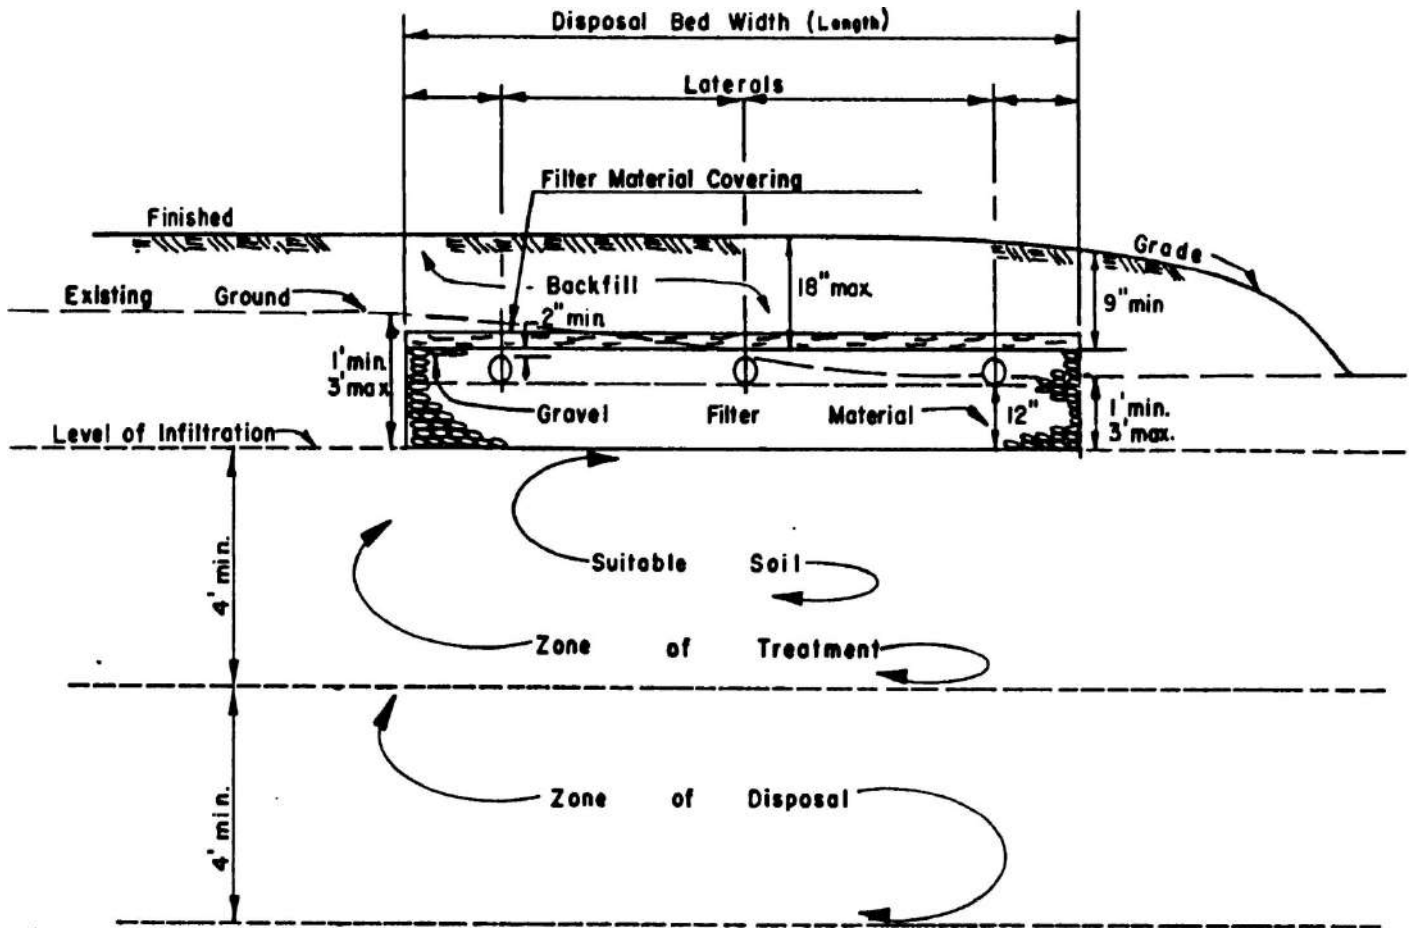 Disposal Bed Width (Length)
Laterals
Filter Material Covering
Finished
Grade
Existing Ground
Backfill
18" max.
9" min
2" min.
1' min.
3' max.
Gravel Filter Material
12"
1' min.
3' max.
Level of Infiltration
4' min.
Suitable Soil
Zone of Treatment
4' min.
Zone of Disposal